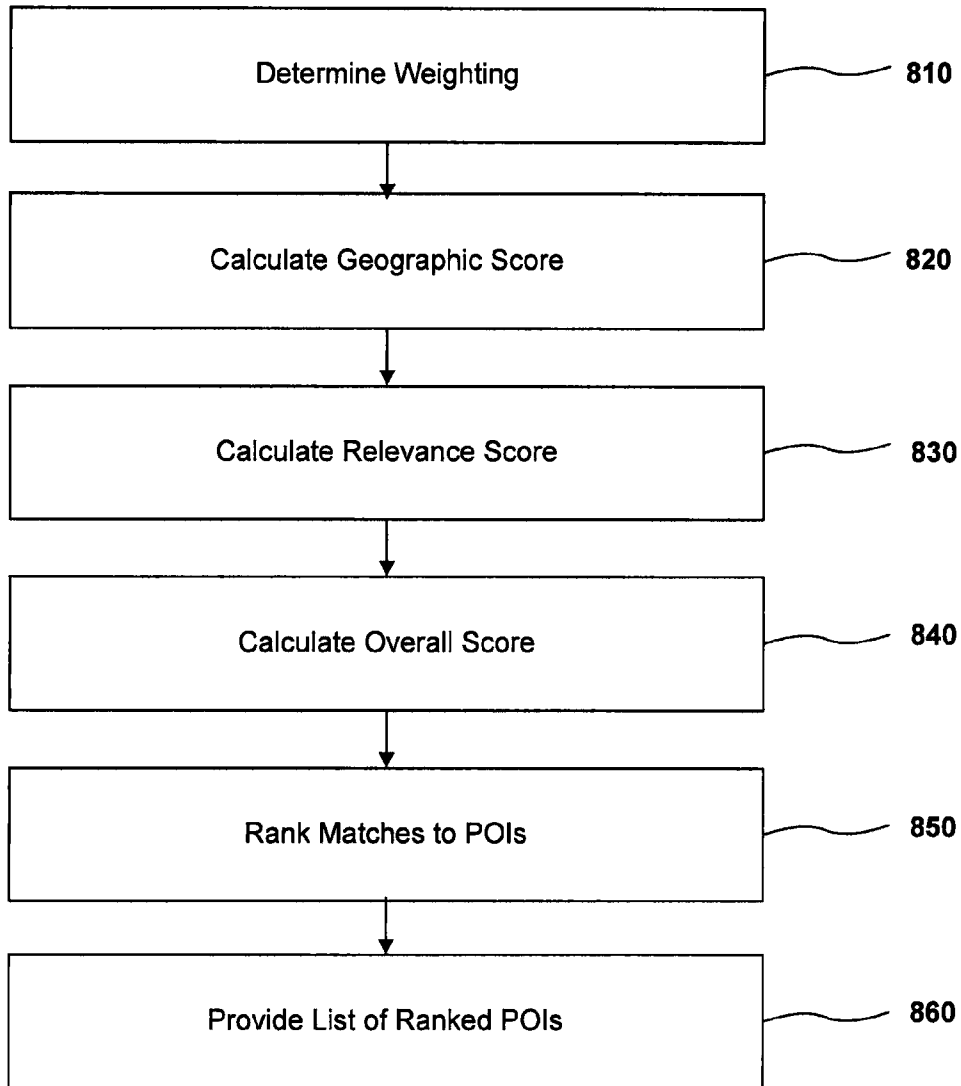 Determine Weighting 810
Calculate Geographic Score 820
Calculate Relevance Score 830
Calculate Overall Score 840
Rank Matches to POIs 850
Provide List of Ranked POIs 860